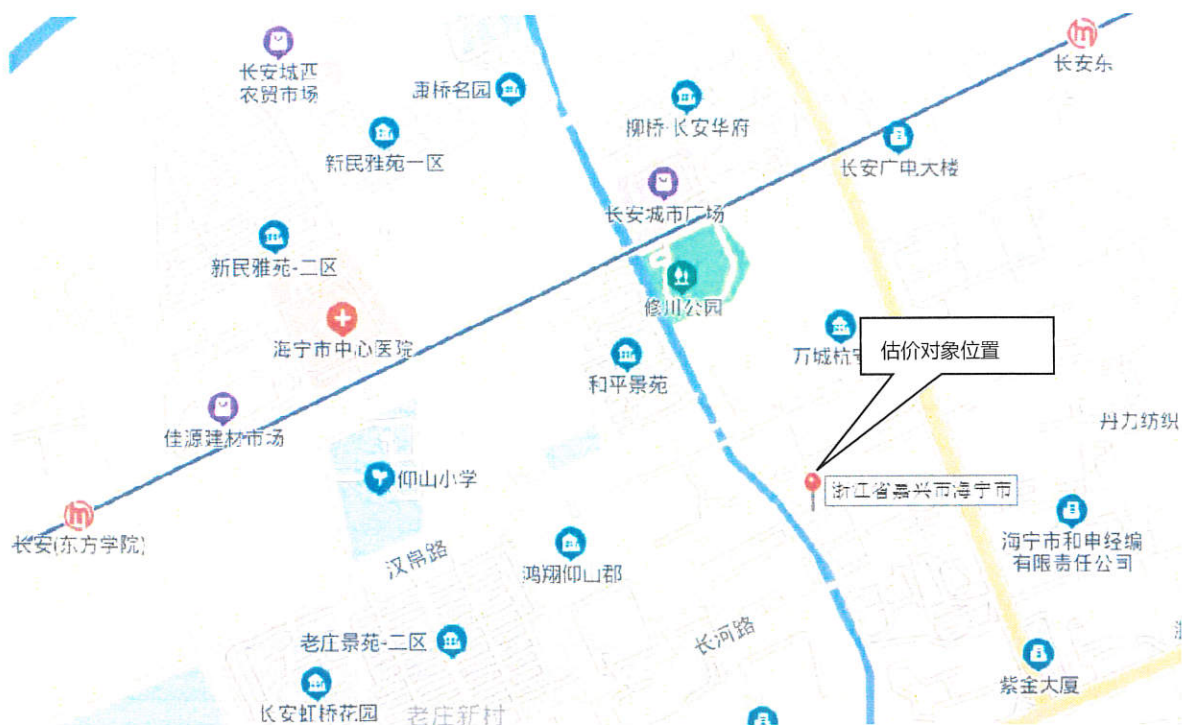 长安城西
农贸市场
康桥名园
长安东
柳桥·长安华府
新民雅苑一区
长安广电大楼
长安城市广场
新民雅苑-二区
修川公园
海宁市中心医院
万城杭安
估价对象位置
和平景苑
佳源建材市场
丹力纺织
仰山小学
浙江省嘉兴市海宁市
长安(东方学院)
海宁市和申经编
有限责任公司
汉帛路
鸿翔仰山郡
长河路
老庄景苑-二区
紫金大厦
长安虹桥花园
老庄新村